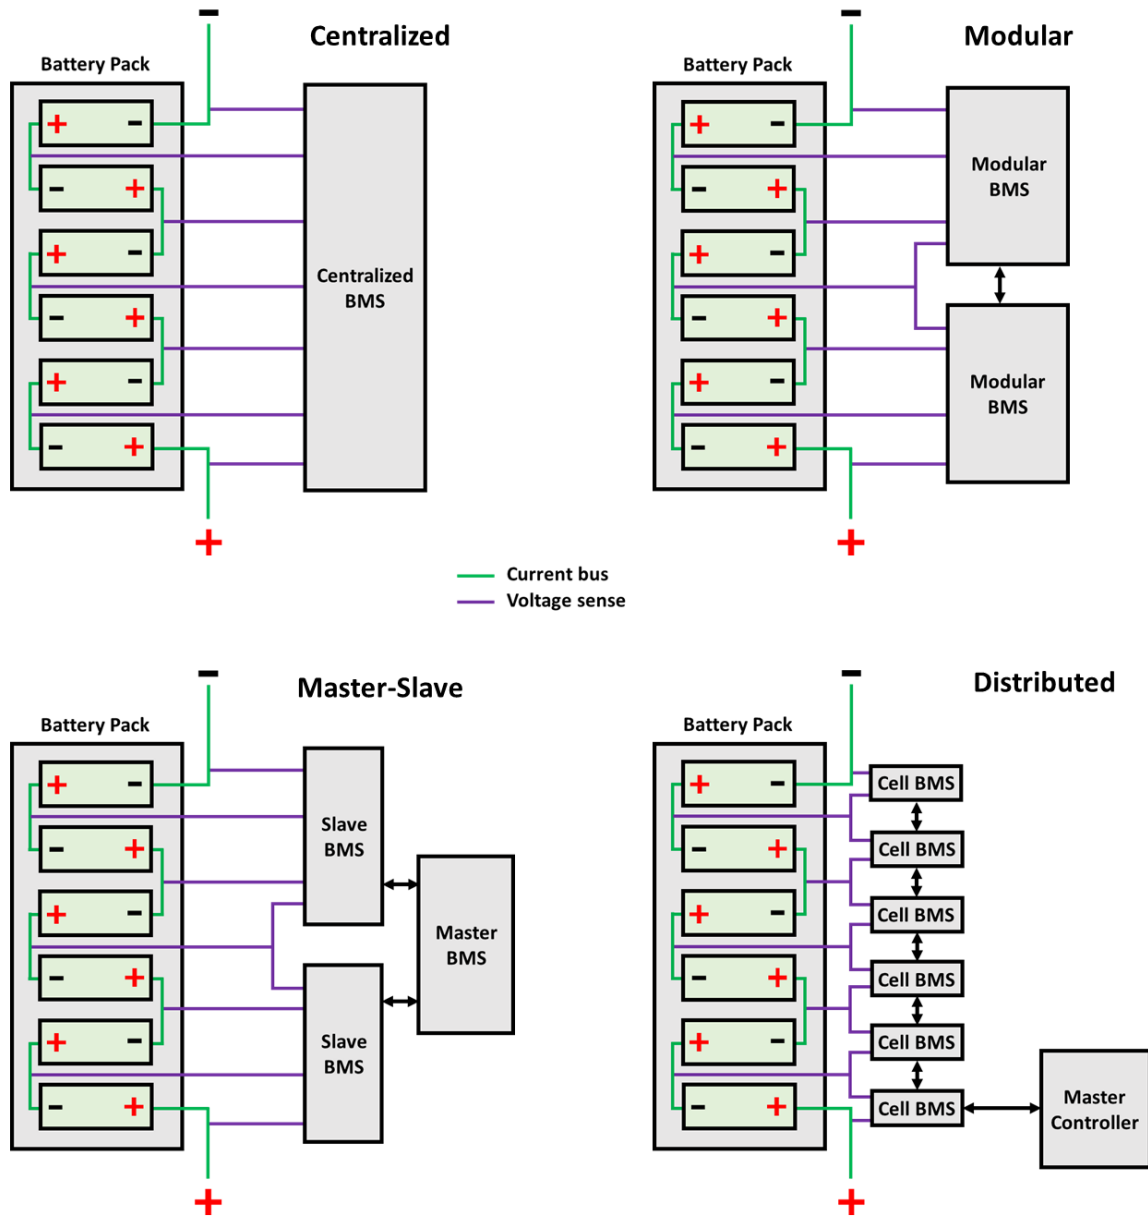 Centralized
Battery Pack
−
+ −
− +
+ −
− +
+ −
− +
+
Centralized
BMS
Modular
Battery Pack
−
+ −
− +
+ −
− +
+ −
− +
+
Modular
BMS
Modular
BMS
Current bus
Voltage sense
Master-Slave
Battery Pack
−
+ −
− +
+ −
− +
+ −
− +
+
Slave
BMS
Slave
BMS
Master
BMS
Distributed
Battery Pack
−
+ −
− +
+ −
− +
+ −
− +
+
Cell BMS
Cell BMS
Cell BMS
Cell BMS
Cell BMS
Cell BMS
Master
Controller